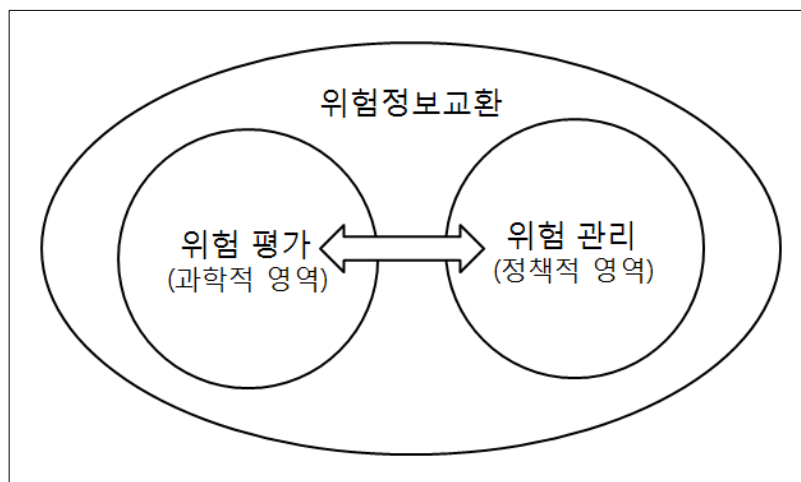 위험정보교환
위험 평가
(과학적 영역)
위험 관리
(정책적 영역)